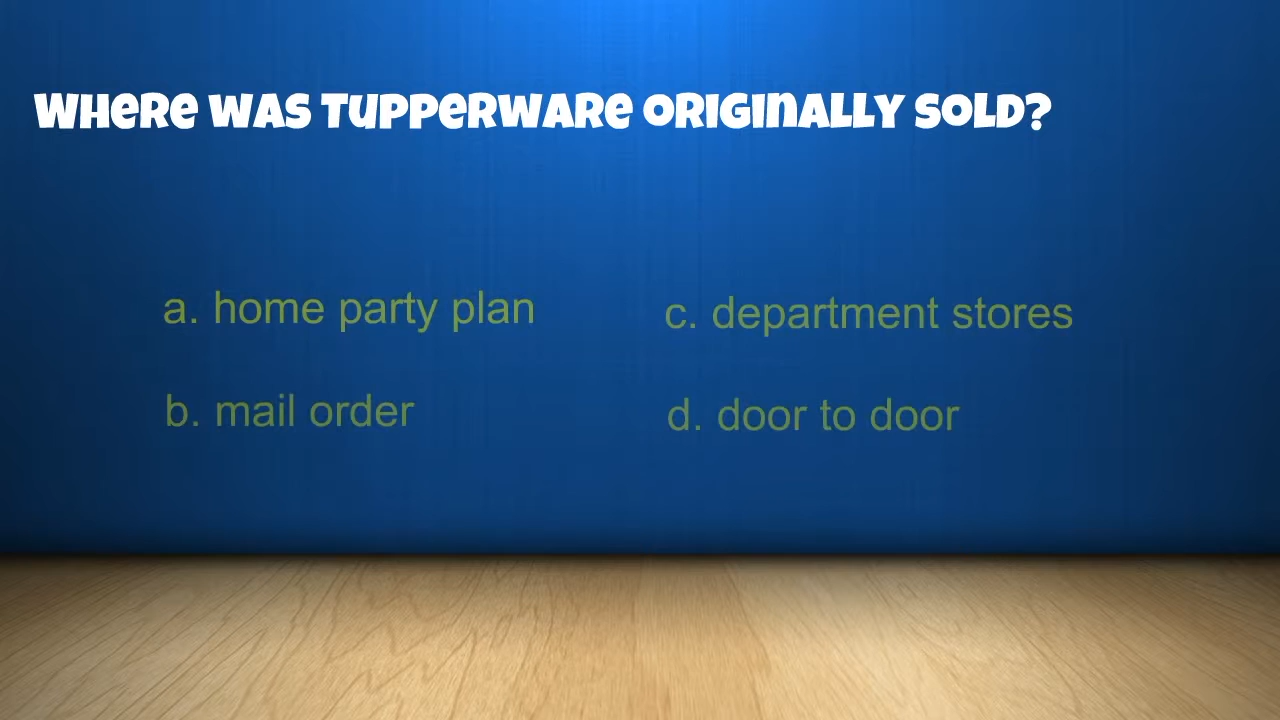 Where was Tupperware originally sold?
a. home party plan
b. mail order
c. department stores
d. door to door